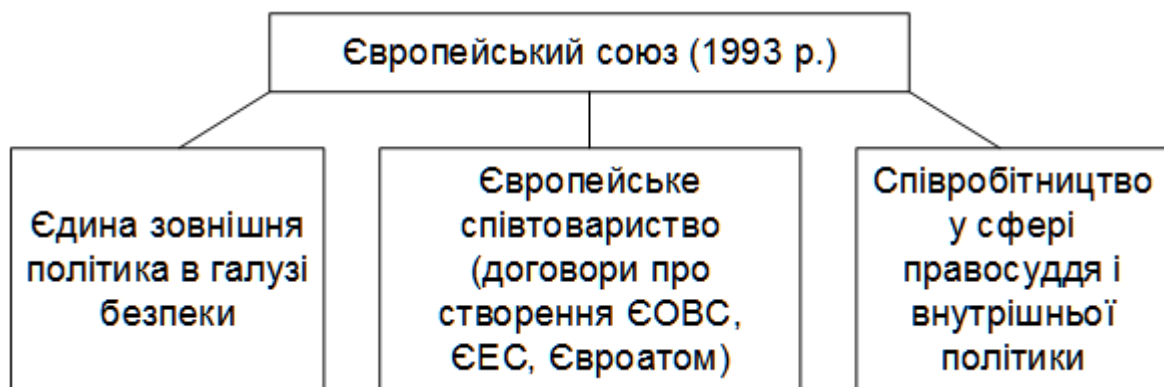 Європейський союз (1993 р.)
Єдина зовнішня
політика в галузі
безпеки
Європейське
співтовариство
(договори про
створення ЄОВС,
ЄЕС, Євроатом)
Співробітництво
у сфері
правосуддя і
внутрішньої
політики